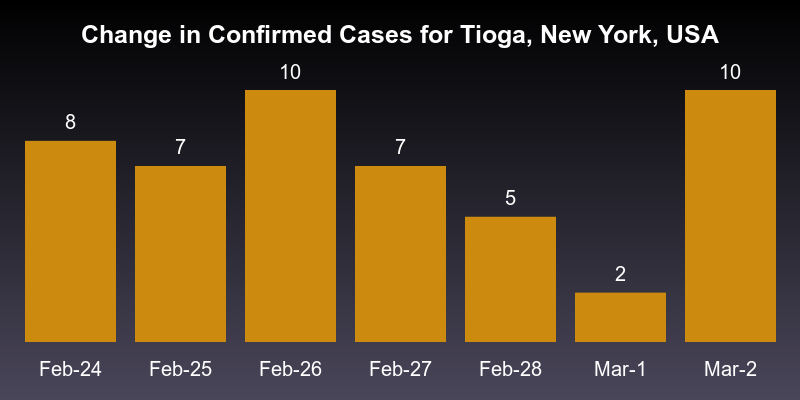 Change in Confirmed Cases for Tioga, New York, USA
8 7 10 7 5 2 10
Feb-24 Feb-25 Feb-26 Feb-27 Feb-28 Mar-1 Mar-2